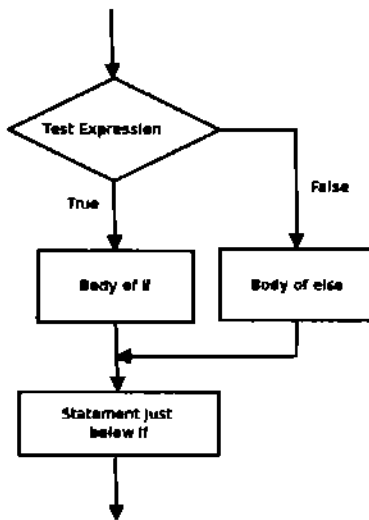 Test Expression
True
False
Body of if
Body of else
Statement just
below if